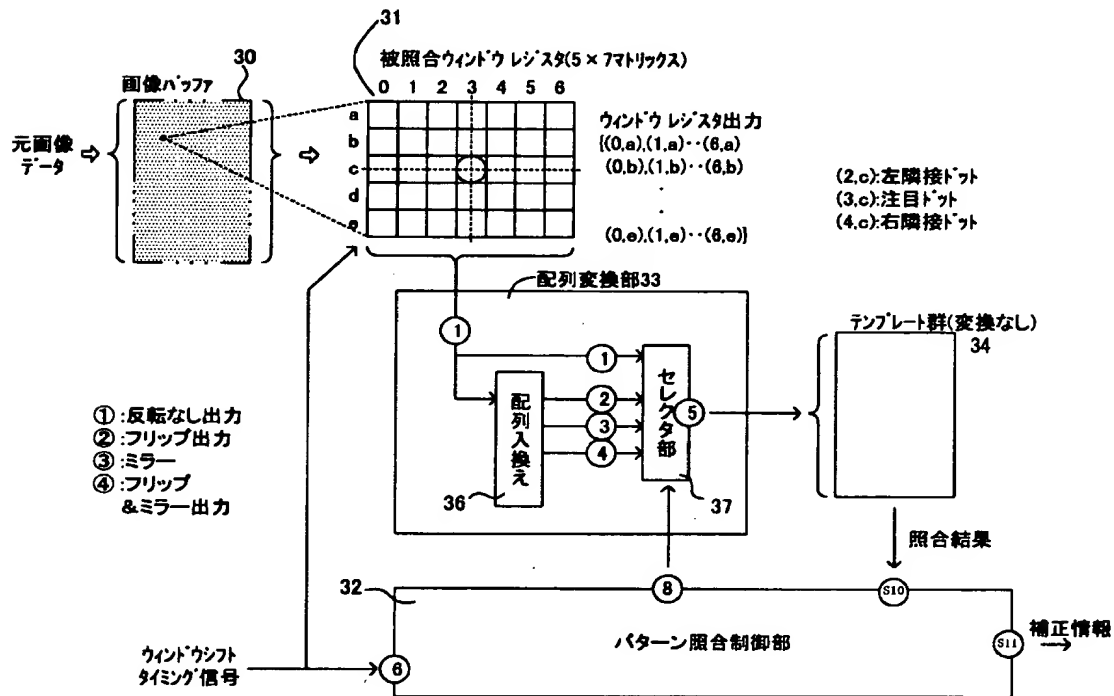 31
被照合ウィンドウ レジスタ(5 × 7マトリックス)
30
画像バッファ
0 1 2 3 4 5 6
a
b
c
d
e
元画像
データ
ウィンドウ レジスタ出力
{(0,a),(1,a)・・(6,a)
(0,b),(1,b)・・(6,b)
(0,e),(1,e)・・(6,e)}
(2,c):左隣接ドット
(3,c):注目ドット
(4,c):右隣接ドット
配列変換部33
①
①
②
③
④
配列入換え
36
セレクタ部
⑤
37
テンプレート群(変換なし)
34
①:反転なし出力
②:フリップ出力
③:ミラー
④:フリップ
&ミラー出力
照合結果
32
⑧
S10
パターン照合制御部
S11
補正情報
ウィンドウシフト
タイミング信号
⑥